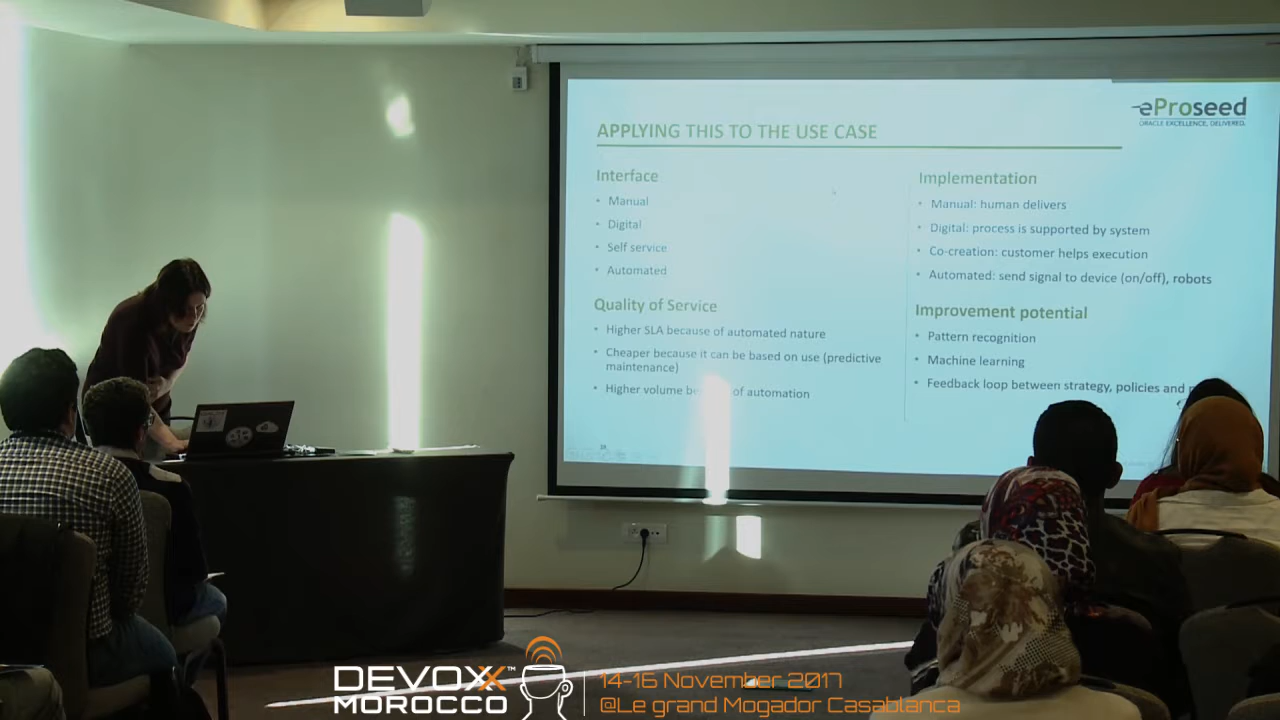 eProseed
ORACLE EXCELLENCE, DELIVERED.
APPLYING THIS TO THE USE CASE
Interface
• Manual
• Digital
• Self service
• Automated
Quality of Service
• Higher SLA because of automated nature
• Cheaper because it can be based on use (predictive
maintenance)
• Higher volume of automation
Implementation
• Manual: human delivers
• Digital: process is supported by system
• Co-creation: customer helps execution
• Automated: send signal to device (on/off), robots
Improvement potential
• Pattern recognition
• Machine learning
• Feedback loop between strategy, policies and
DEVOXX™
MOROCCO
14-16 November 2017
@Le grand Mogador Casablanca